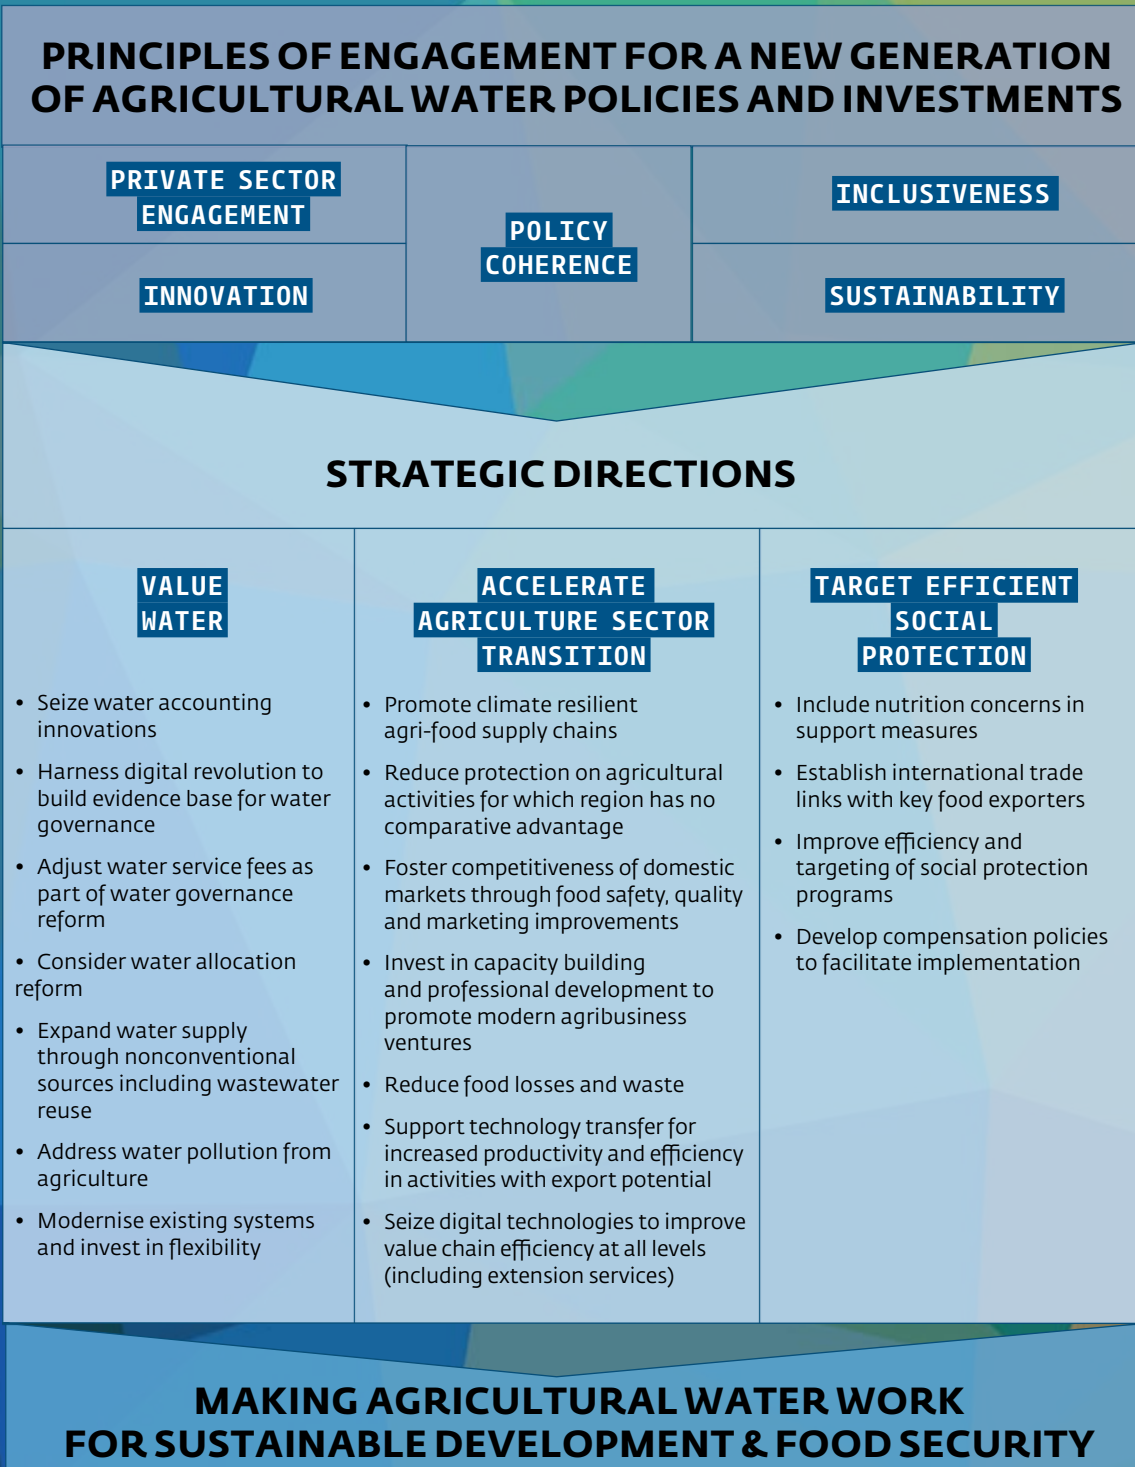 PRINCIPLES OF ENGAGEMENT FOR A NEW GENERATION
OF AGRICULTURAL WATER POLICIES AND INVESTMENTS
PRIVATE SECTOR
ENGAGEMENT
INNOVATION
POLICY
COHERENCE
INCLUSIVENESS
SUSTAINABILITY
STRATEGIC DIRECTIONS
VALUE
WATER
• Seize water accounting
innovations
• Harness digital revolution to
build evidence base for water
governance
• Adjust water service fees as
part of water governance
reform
• Consider water allocation
reform
• Expand water supply
through nonconventional
sources including wastewater
reuse
• Address water pollution from
agriculture
• Modernise existing systems
and invest in flexibility
ACCELERATE
AGRICULTURE SECTOR
TRANSITION
• Promote climate resilient
agri-food supply chains
• Reduce protection on agricultural
activities for which region has no
comparative advantage
• Foster competitiveness of domestic
markets through food safety, quality
and marketing improvements
• Invest in capacity building
and professional development to
promote modern agribusiness
ventures
• Reduce food losses and waste
• Support technology transfer for
increased productivity and efficiency
in activities with export potential
• Seize digital technologies to improve
value chain efficiency at all levels
(including extension services)
TARGET EFFICIENT
SOCIAL
PROTECTION
• Include nutrition concerns in
support measures
• Establish international trade
links with key food exporters
• Improve efficiency and
targeting of social protection
programs
• Develop compensation policies
to facilitate implementation
MAKING AGRICULTURAL WATER WORK
FOR SUSTAINABLE DEVELOPMENT & FOOD SECURITY